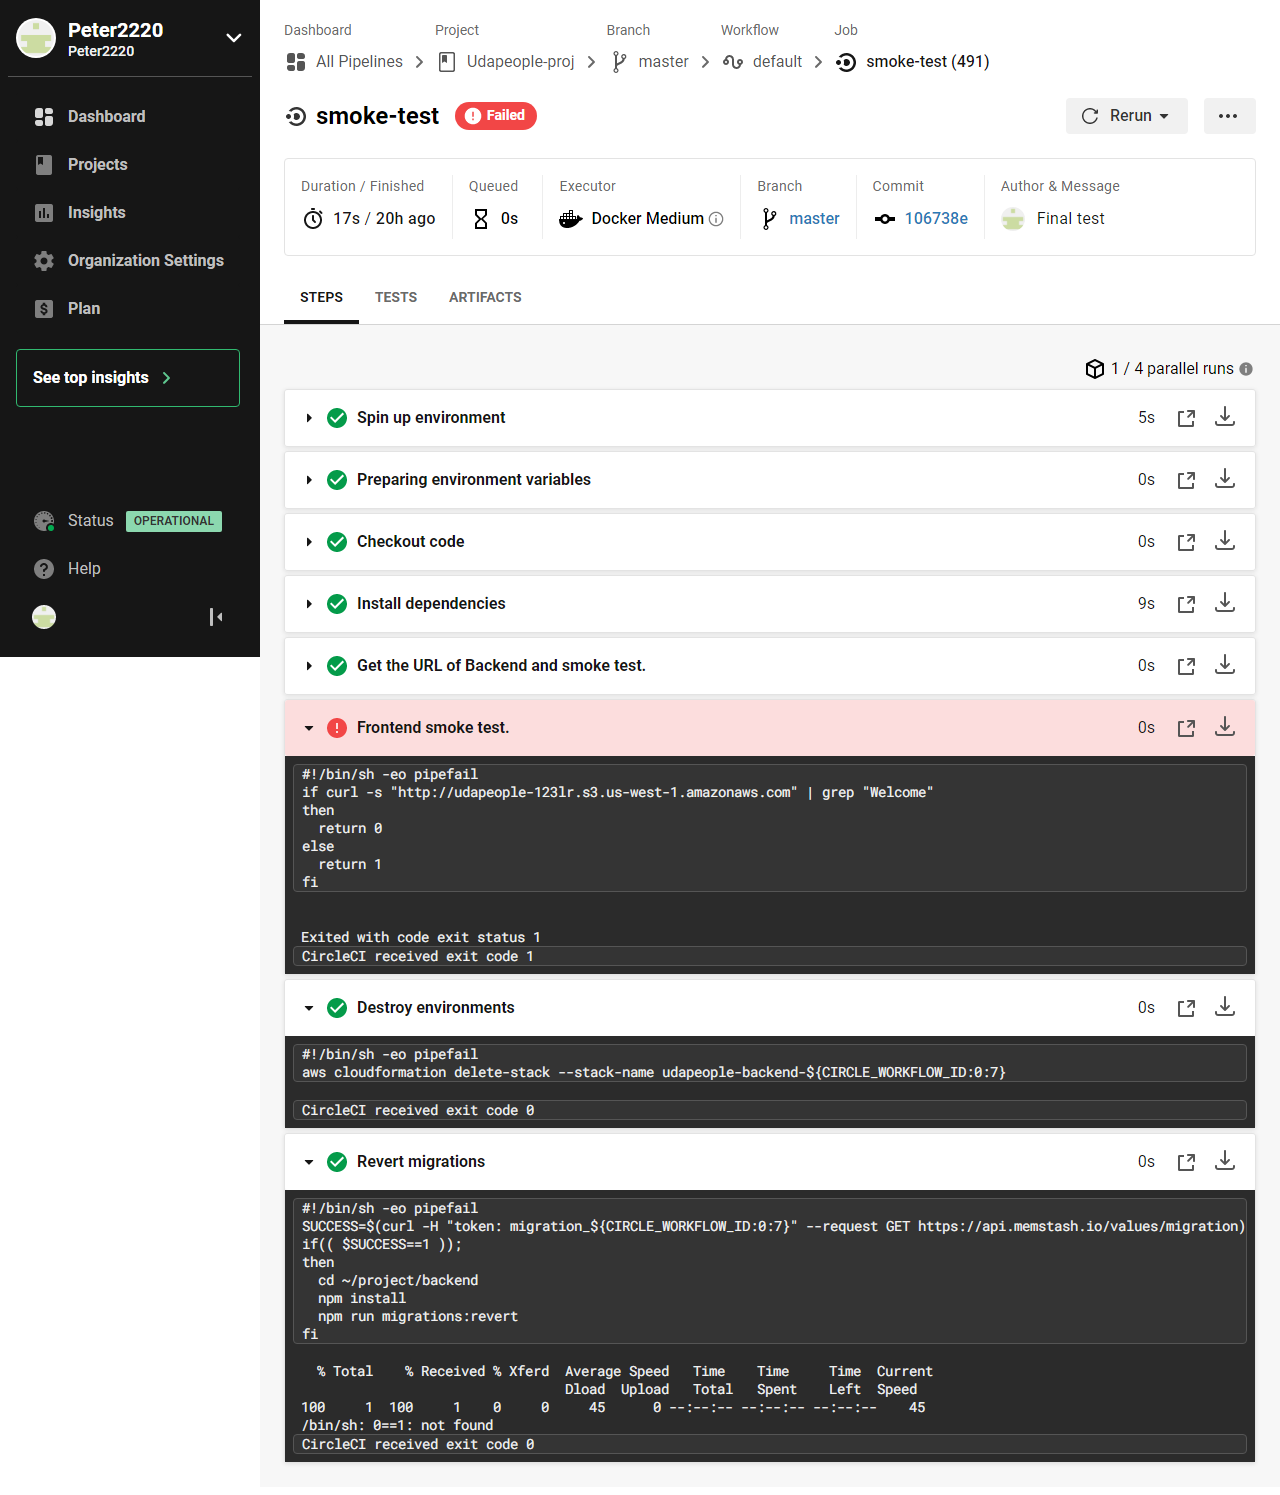 Peter2220
Peter2220
Dashboard
Projects
Insights
Organization Settings
Plan
See top insights
Status OPERATIONAL
Help
Dashboard Project Branch Workflow Job
All Pipelines Udapeople-proj master default smoke-test (491)
smoke-test Failed Rerun
Duration / Finished Queued Executor Branch Commit Author & Message
17s / 20h ago 0s Docker Medium master 106738e Final test
STEPS TESTS ARTIFACTS
1 / 4 parallel runs
Spin up environment 5s
Preparing environment variables 0s
Checkout code 0s
Install dependencies 9s
Get the URL of Backend and smoke test. 0s
Frontend smoke test. 0s
#!/bin/sh -eo pipefail
if curl -s "http://udapeople-123lr.s3.us-west-1.amazonaws.com" | grep "Welcome"
then
  return 0
else
  return 1
fi
Exited with code exit status 1
CircleCI received exit code 1
Destroy environments 0s
#!/bin/sh -eo pipefail
aws cloudformation delete-stack --stack-name udapeople-backend-${CIRCLE_WORKFLOW_ID:0:7}
CircleCI received exit code 0
Revert migrations 0s
#!/bin/sh -eo pipefail
SUCCESS=$(curl -H "token: migration_${CIRCLE_WORKFLOW_ID:0:7}" --request GET https://api.memstash.io/values/migration)
if(( $SUCCESS==1 ));
then
  cd ~/project/backend
  npm install
  npm run migrations:revert
fi
  % Total    % Received % Xferd  Average Speed   Time    Time     Time  Current
                                 Dload  Upload   Total   Spent    Left  Speed
100     1  100     1    0     0     45      0 --:--:-- --:--:-- --:--:--    45
/bin/sh: 0==1: not found
CircleCI received exit code 0